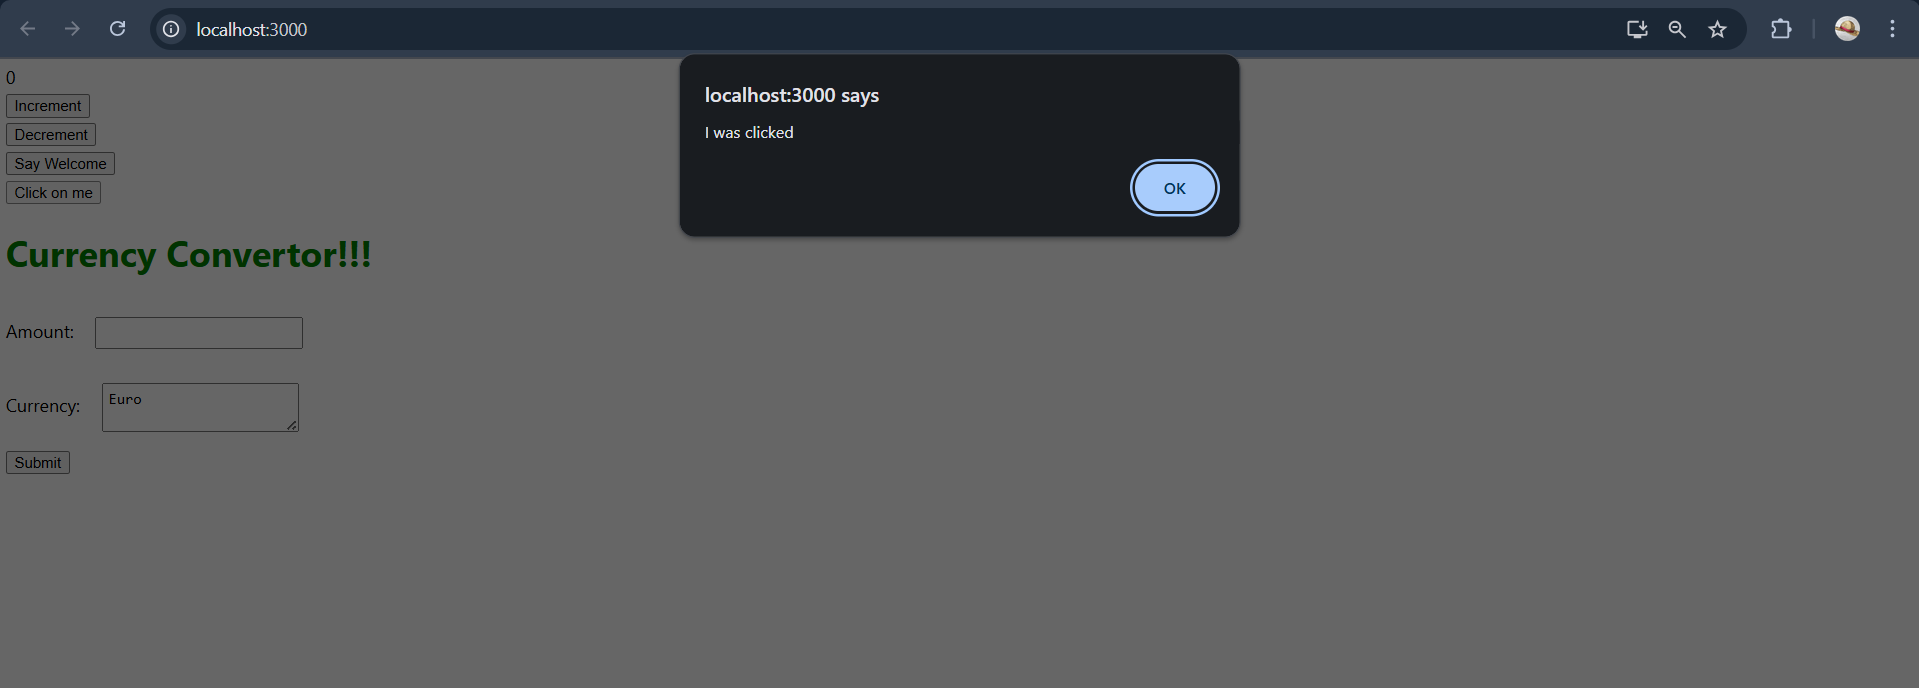 localhost:3000
0
Increment
Decrement
Say Welcome
Click on me
localhost:3000 says
I was clicked
OK
Currency Convertor!!!
Amount:
Currency: Euro
Submit